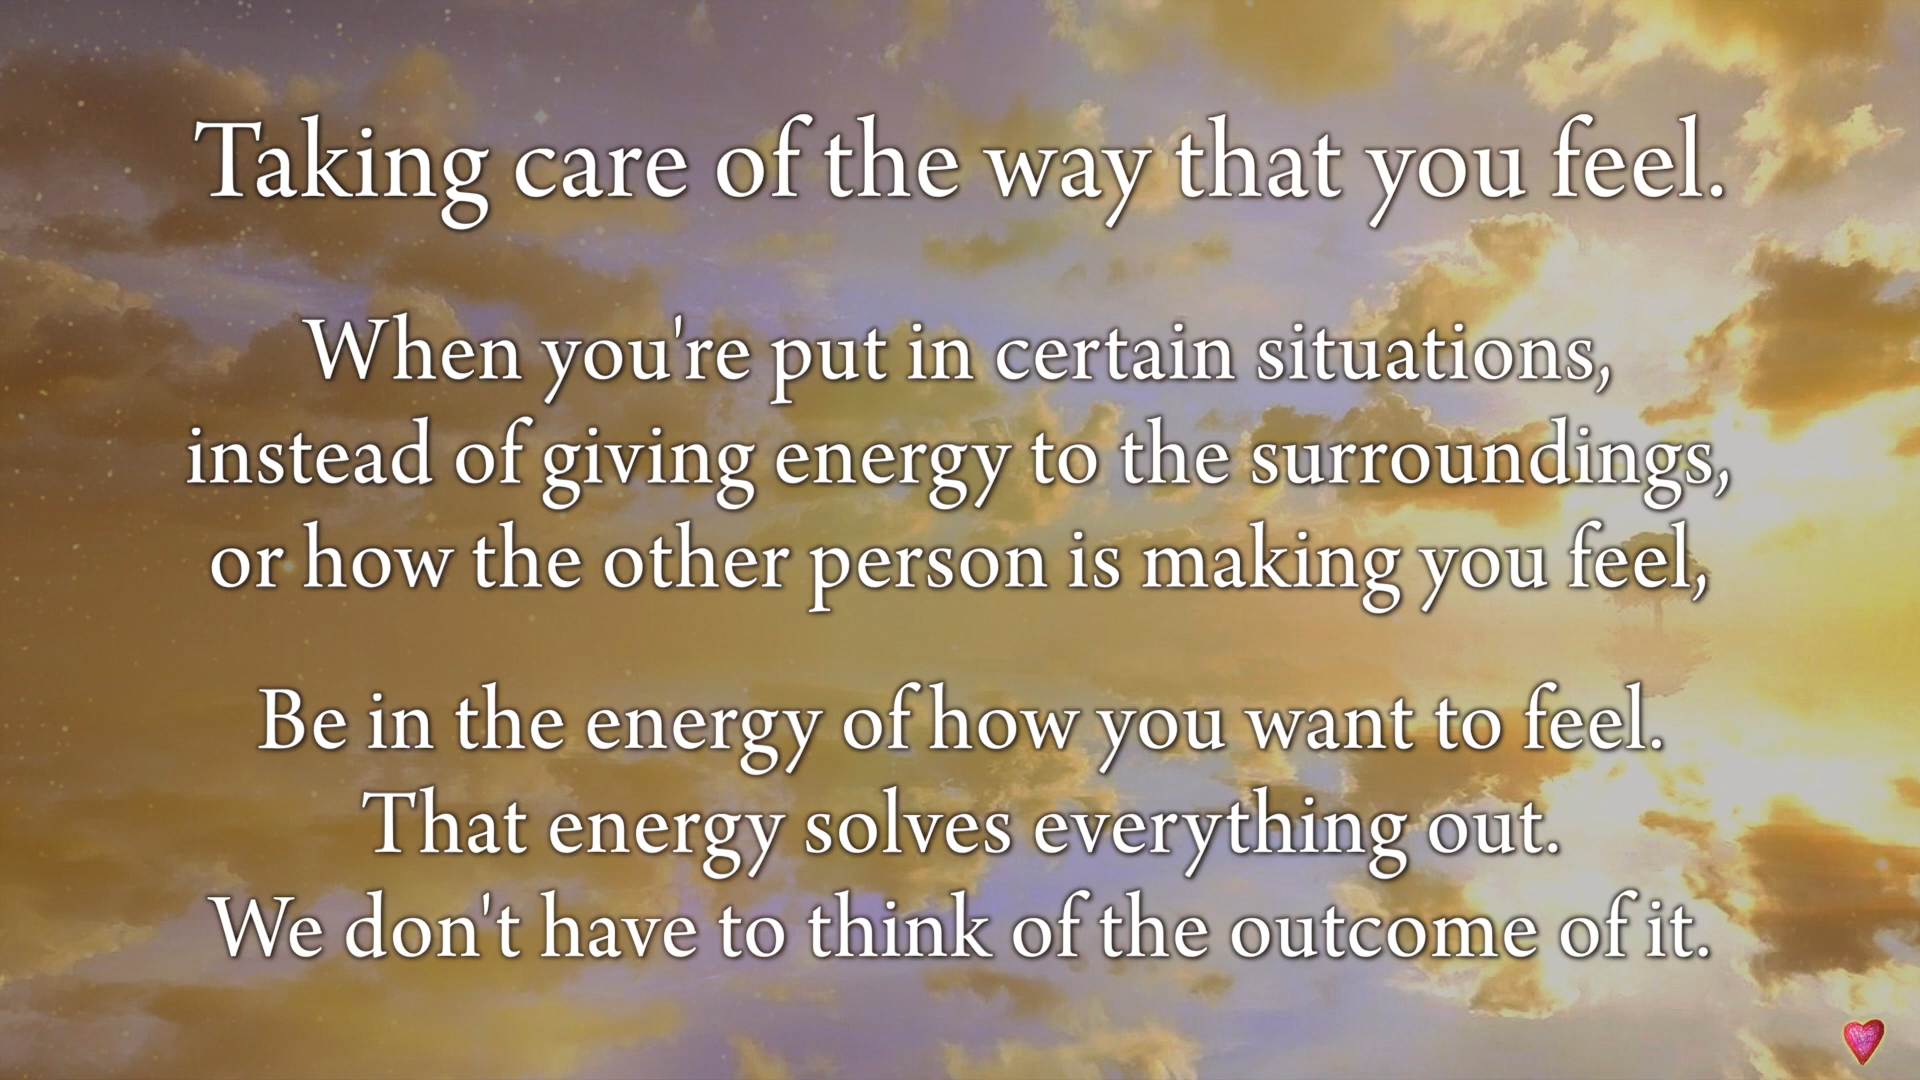 Taking care of the way that you feel.
When you're put in certain situations,
instead of giving energy to the surroundings,
or how the other person is making you feel,
Be in the energy of how you want to feel.
That energy solves everything out.
We don't have to think of the outcome of it.